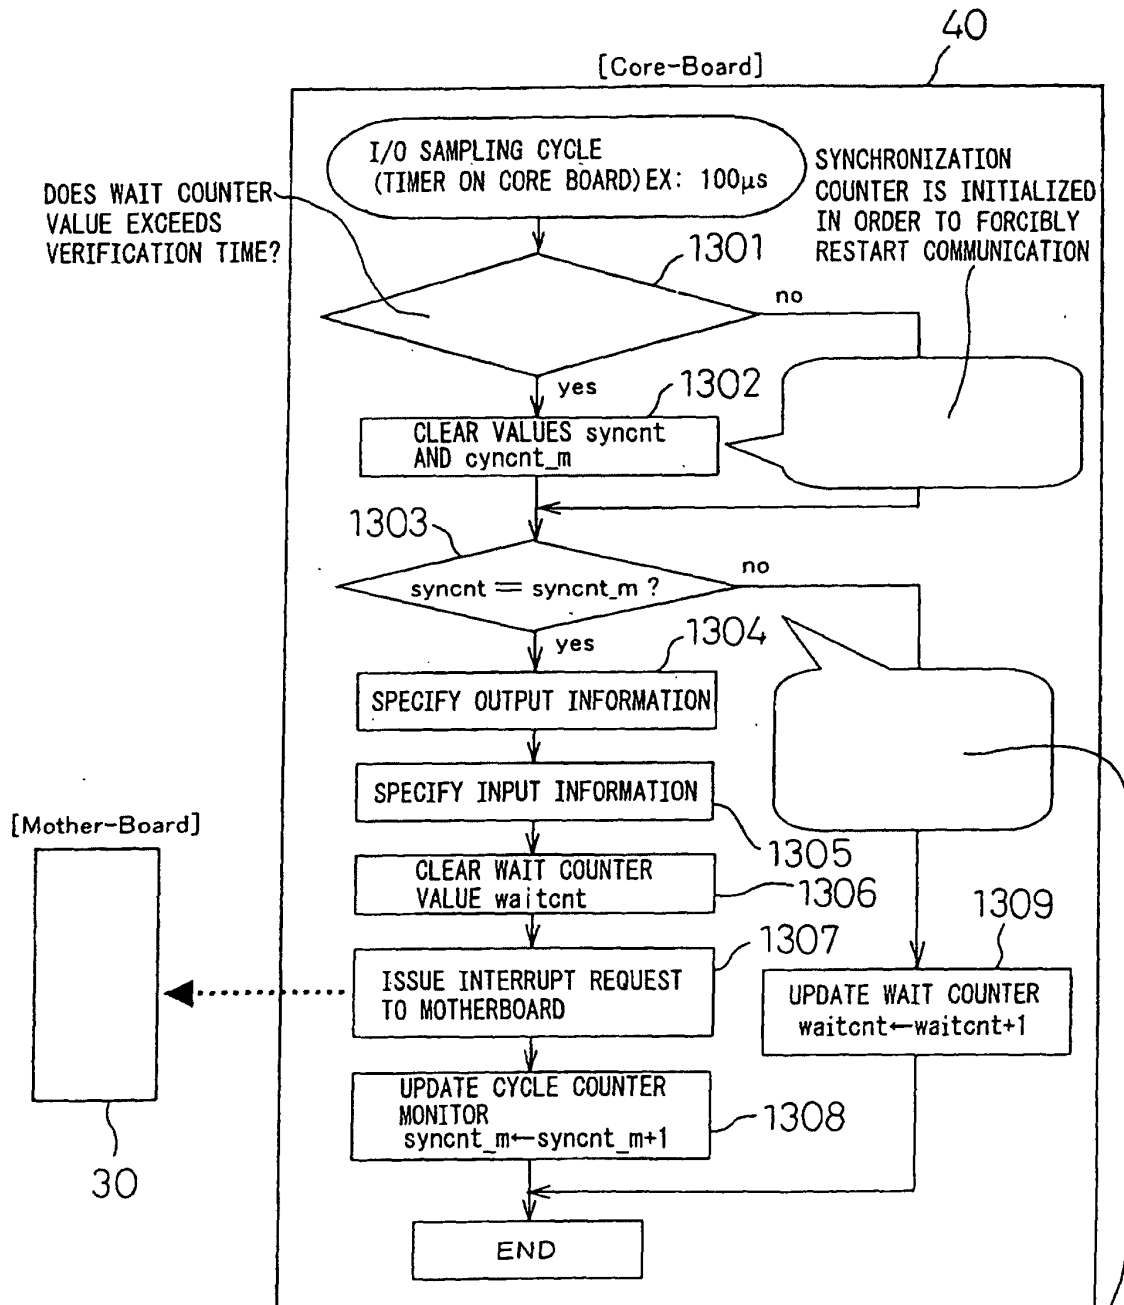 40
[Core-Board]
I/O SAMPLING CYCLE
(TIMER ON CORE BOARD) EX: 100μs
SYNCHRONIZATION
COUNTER IS INITIALIZED
IN ORDER TO FORCIBLY
RESTART COMMUNICATION
DOES WAIT COUNTER
VALUE EXCEEDS
VERIFICATION TIME?
1301
no
yes
1302
CLEAR VALUES syncnt
AND cyncnt_m
1303
syncnt == syncnt_m ?
no
yes
1304
SPECIFY OUTPUT INFORMATION
SPECIFY INPUT INFORMATION
1305
[Mother-Board]
CLEAR WAIT COUNTER
VALUE waitcnt
1306
1307
ISSUE INTERRUPT REQUEST
TO MOTHERBOARD
1309
UPDATE WAIT COUNTER
waitcnt←waitcnt+1
UPDATE CYCLE COUNTER
MONITOR
syncnt_m←syncnt_m+1
1308
30
END